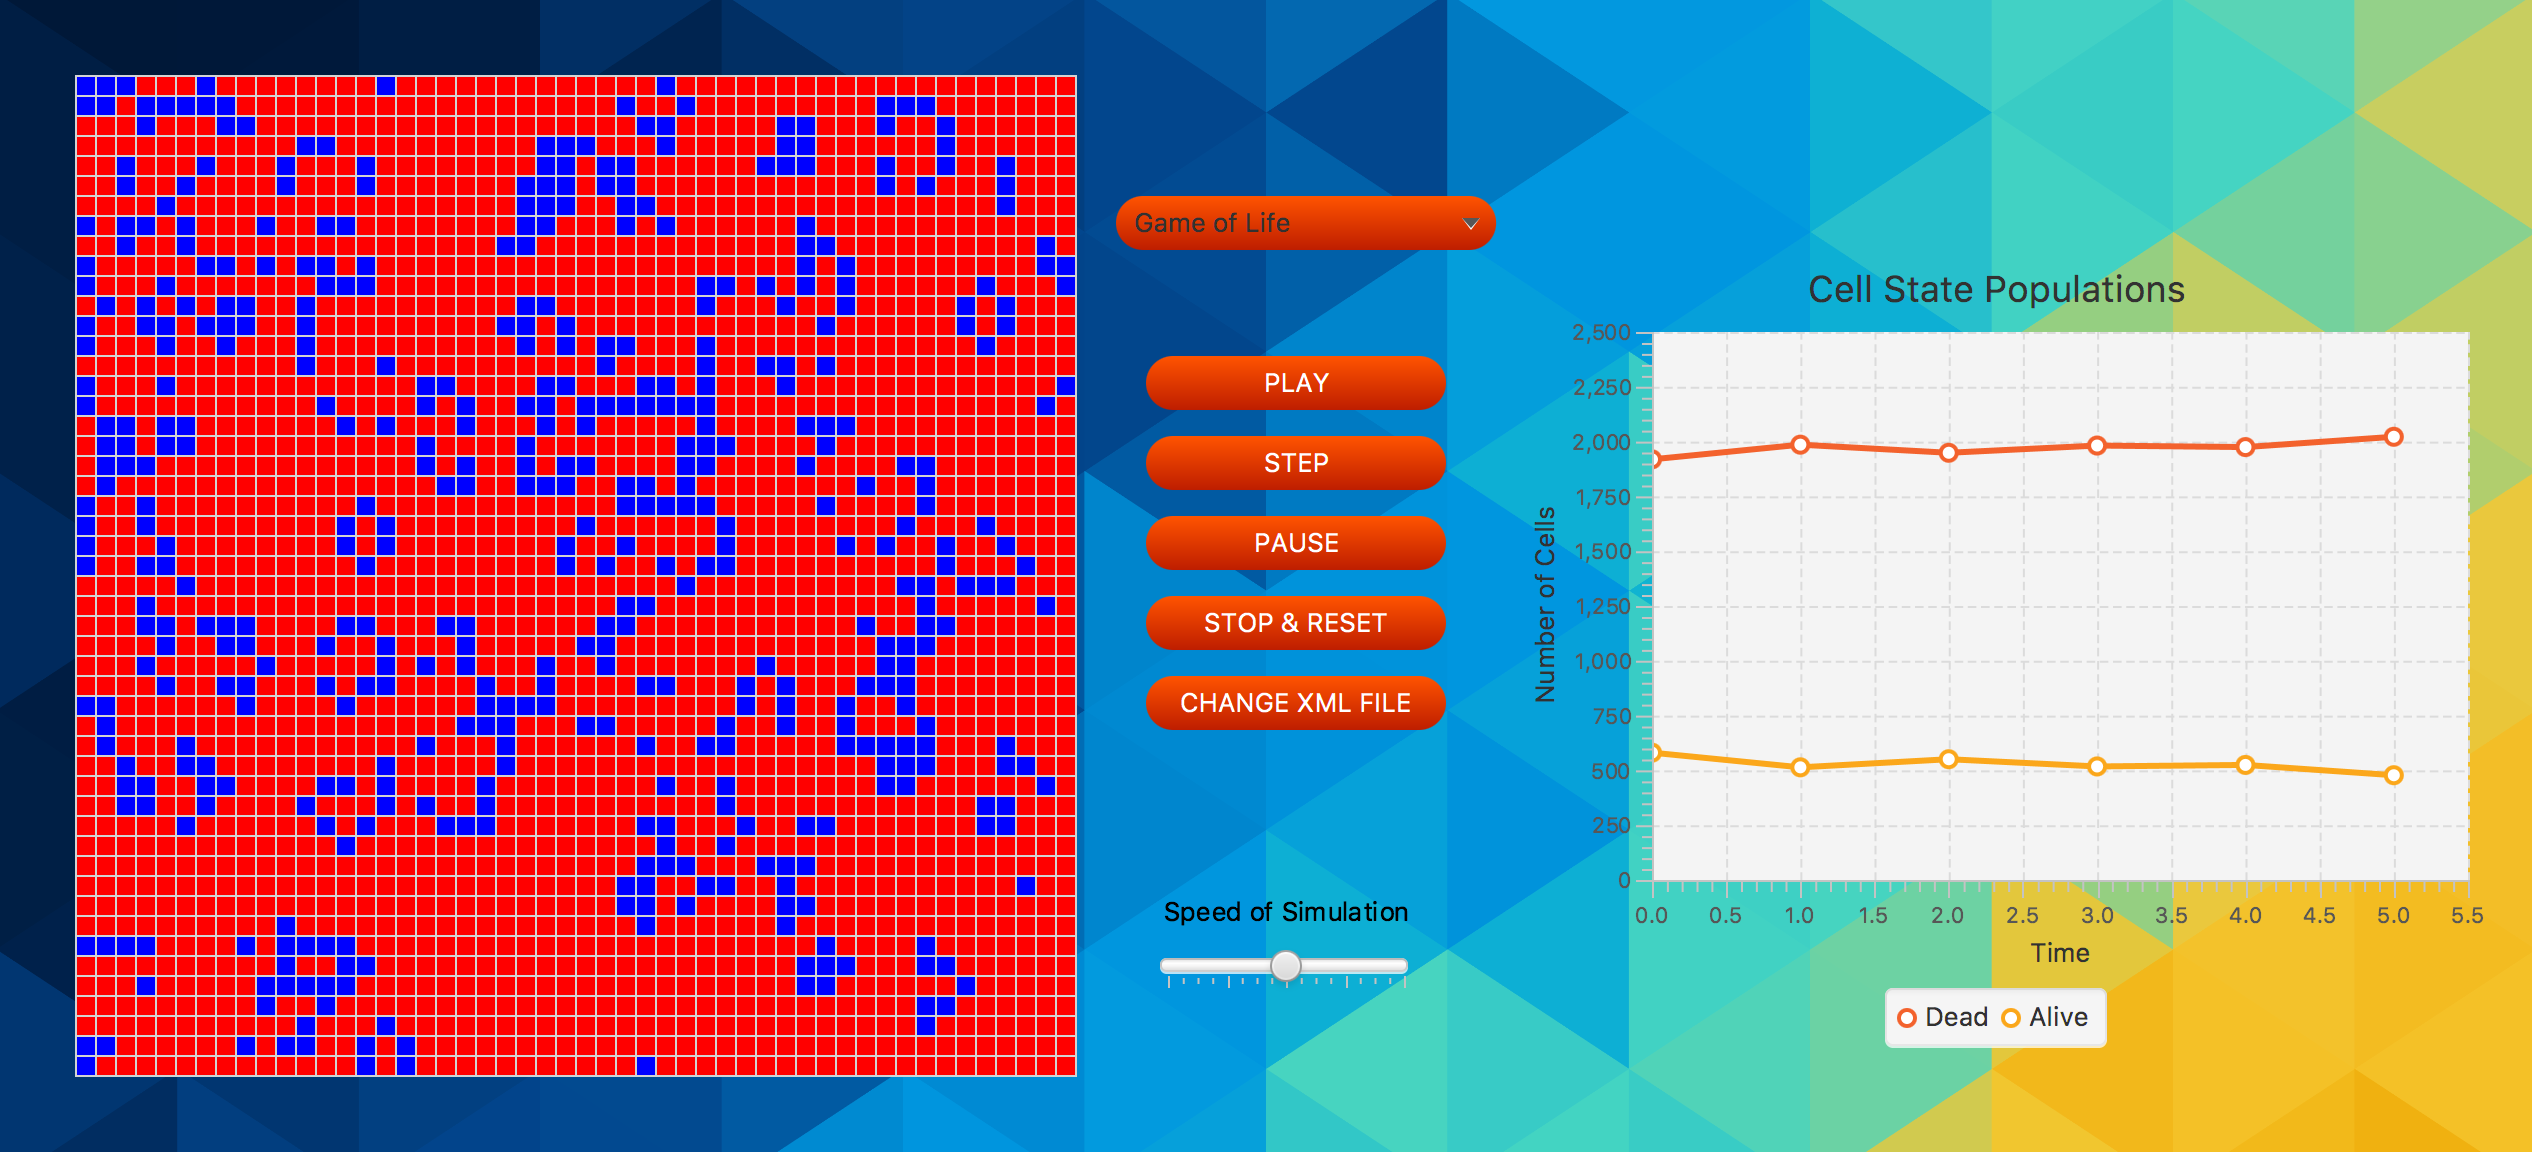 Game of Life
PLAY
STEP
PAUSE
STOP & RESET
CHANGE XML FILE
Speed of Simulation
Cell State Populations
Number of Cells
2,500
2,250
2,000
1,750
1,500
1,250
1,000
750
500
250
0
0.0 0.5 1.0 1.5 2.0 2.5 3.0 3.5 4.0 4.5 5.0 5.5
Time
Dead Alive